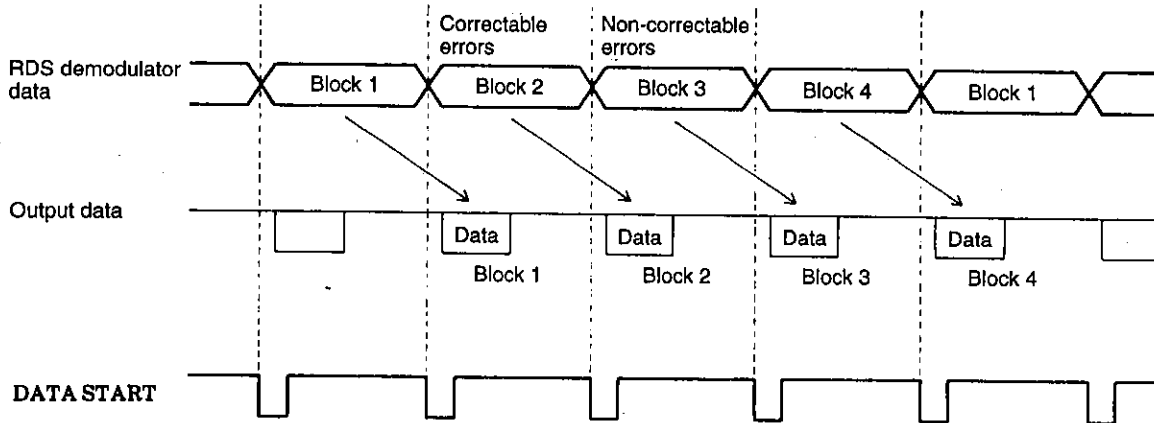 Correctable
errors
Non-correctable
errors
RDS demodulator
data
Block 1
Block 2
Block 3
Block 4
Block 1
Output data
Data
Data
Data
Data
Block 1
Block 2
Block 3
Block 4
DATA START